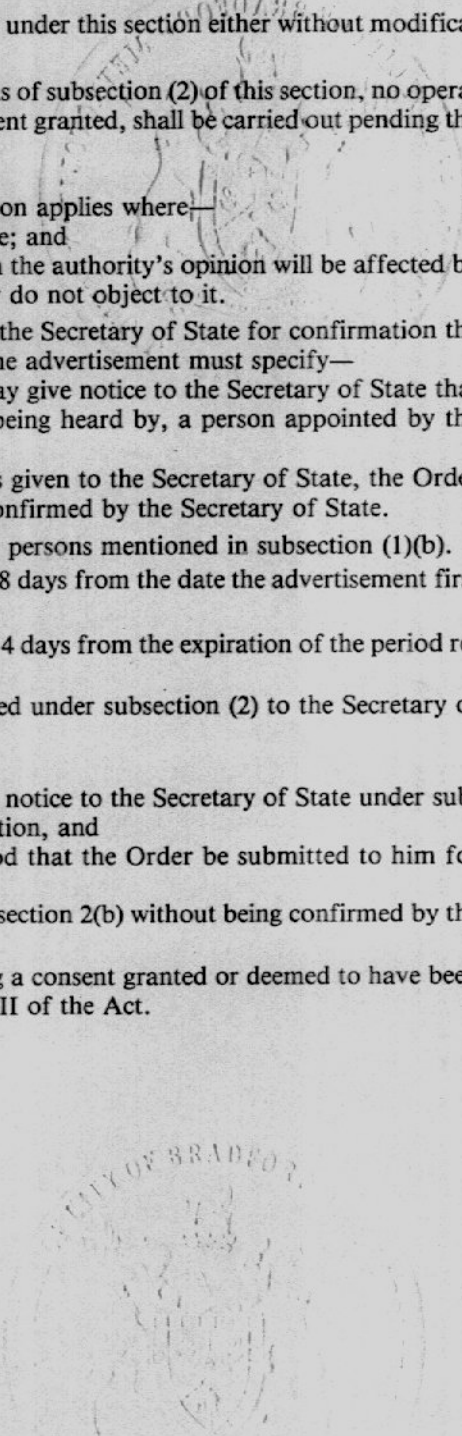 under this section either without modifica
s of subsection (2) of this section, no opera
ent granted, shall be carried out pending th
on applies where—
e; and
n the authority's opinion will be affected b
y do not object to it.
the Secretary of State for confirmation th
ne advertisement must specify—
ay give notice to the Secretary of State tha
being heard by, a person appointed by th
s given to the Secretary of State, the Orde
onfirmed by the Secretary of State.
persons mentioned in subsection (1)(b).
8 days from the date the advertisement fir
4 days from the expiration of the period r
ed under subsection (2) to the Secretary o
notice to the Secretary of State under sub
tion, and
od that the Order be submitted to him fo
section 2(b) without being confirmed by th
g a consent granted or deemed to have bee
II of the Act.
CITY OF BRADFOR